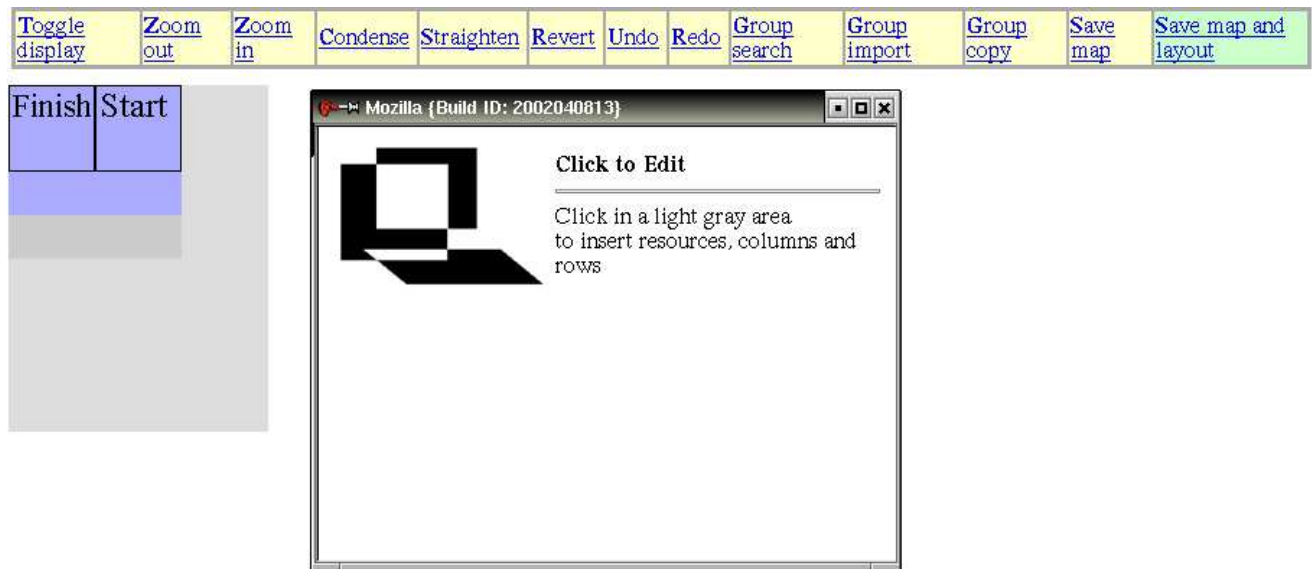 Toggle display
Zoom out
Zoom in
Condense
Straighten
Revert
Undo
Redo
Group search
Group import
Group copy
Save map
Save map and layout
Finish
Start
Mozilla {Build ID: 2002040813}
Click to Edit
Click in a light gray area
to insert resources, columns and
rows